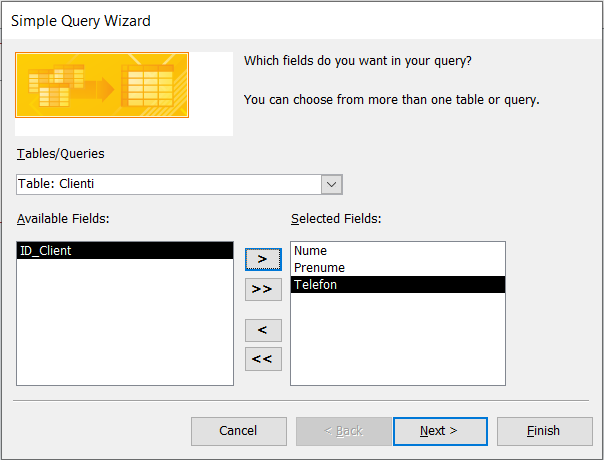 Simple Query Wizard
Which fields do you want in your query?
You can choose from more than one table or query.
Tables/Queries
Table: Clienti
Available Fields:
Selected Fields:
ID_Client
>
>>
<
<<
Nume
Prenume
Telefon
Cancel
< Back
Next >
Finish